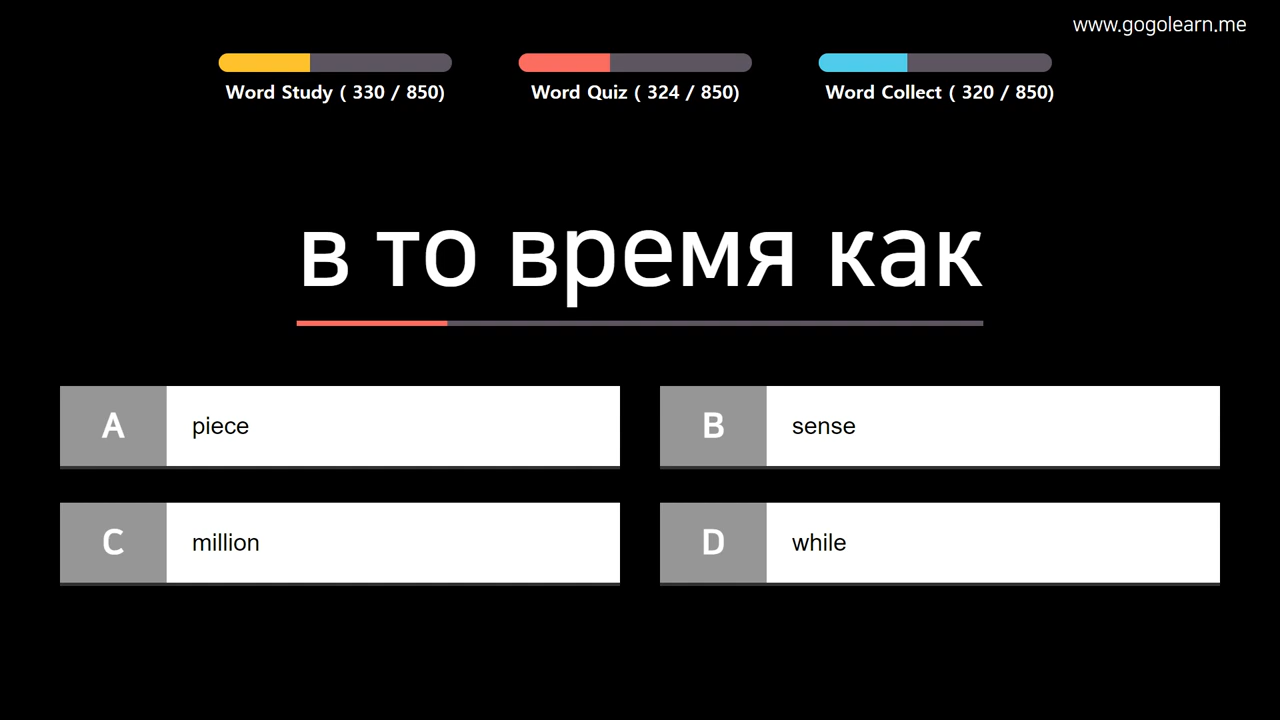 www.gogolearn.me
Word Study ( 330 / 850)
Word Quiz ( 324 / 850)
Word Collect ( 320 / 850)
в то время как
A piece
B sense
C million
D while